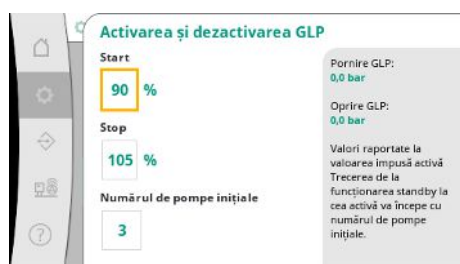 Activarea și dezactivarea GLP
Start
90 %
Stop
105 %
Numărul de pompe inițiale
3
Pornire GLP:
0,0 bar
Oprire GLP:
0,0 bar
Valori raportate la
valoarea impusă activă
Trecerea de la
funcționarea standby la
cea activă va începe cu
numărul de pompe
inițiale.